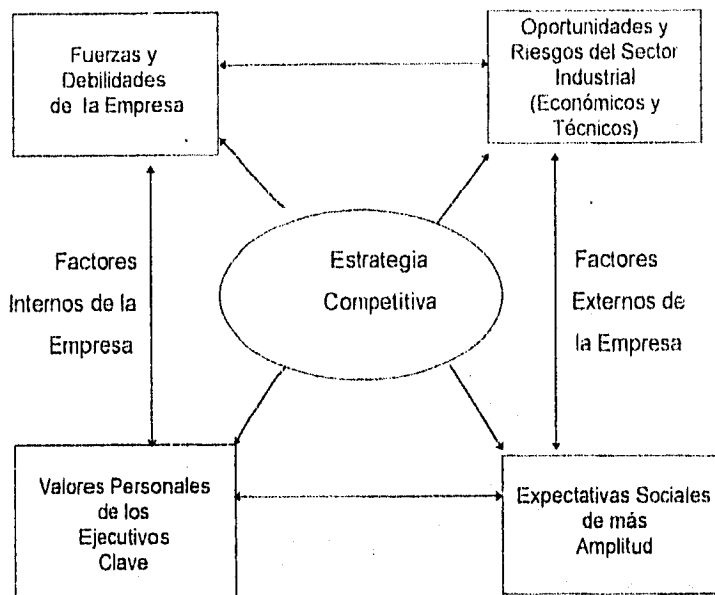 Fuerzas y
Debilidades
de la Empresa
Oportunidades y
Riesgos del Sector
Industrial
(Económicos y
Técnicos)
Factores
Internos de la
Empresa
Estrategia
Competitiva
Factores
Externos de
la Empresa
Valores Personales
de los
Ejecutivos
Clave
Expectativas Sociales
de más
Amplitud